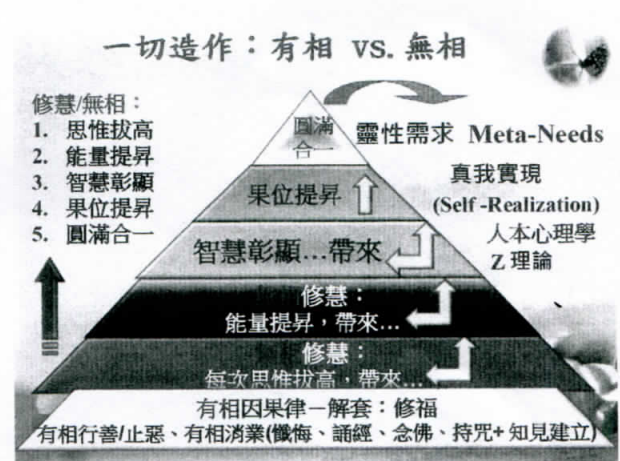 一切造作：有相 vs. 無相
修慧/無相：
1. 思惟拔高
2. 能量提昇
3. 智慧彰顯
4. 果位提昇
5. 圓滿合一
圓滿
合一
靈性需求 Meta-Needs
真我實現
(Self-Realization)
人本心理學
Z 理論
果位提昇
智慧彰顯...帶來
修慧：
能量提昇，帶來...
修慧：
每次思惟拔高，帶來...
有相因果律－解套：修福
有相行善/止惡、有相消業(懺悔、誦經、念佛、持咒+ 知見建立)